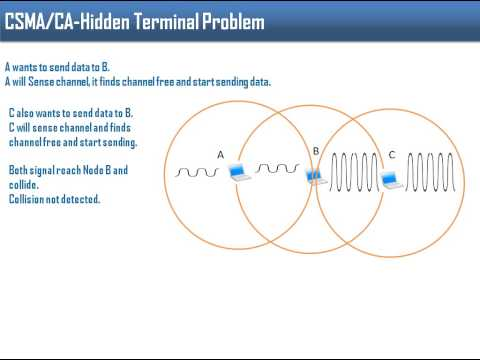 CSMA/CA-Hidden Terminal Problem
A wants to send data to B.
A will Sense channel, it finds channel free and start sending data.
C also wants to send data to B.
C will sense channel and finds
channel free and start sending.
Both signal reach Node B and
collide.
Collision not detected.
A
B
C